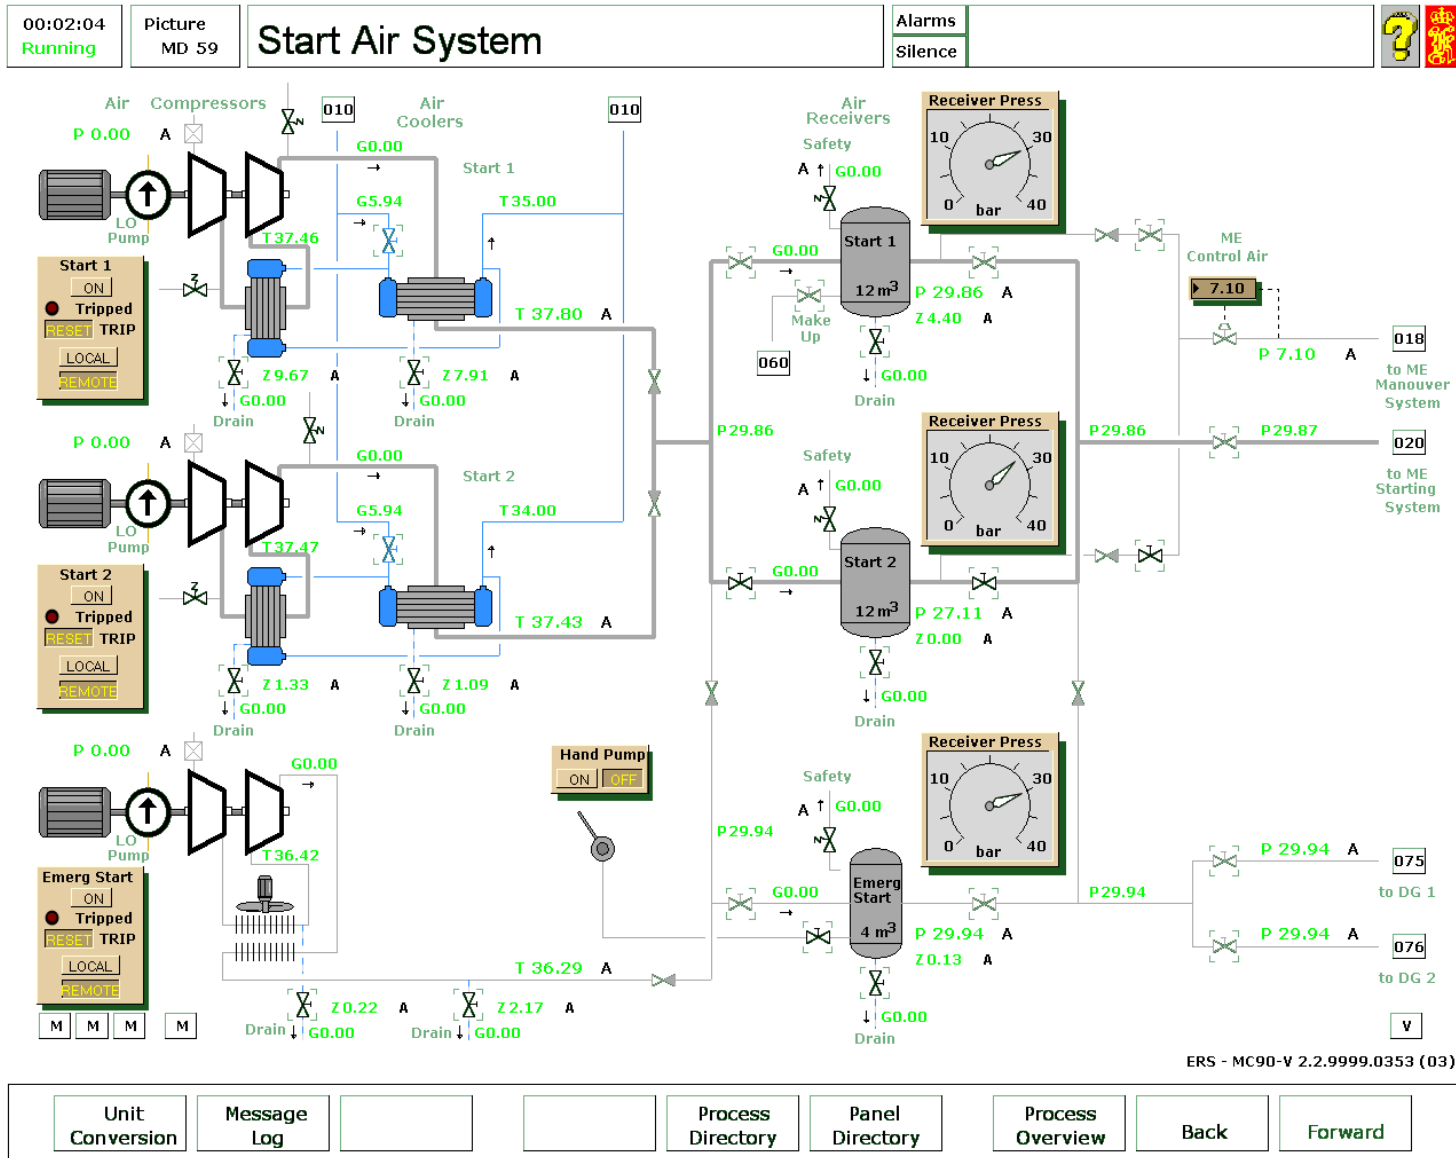 00:02:04
Running
Picture
MD 59
Start Air System
Alarms
Silence
?
Air Compressors
Air
Coolers
Air
Receivers
010
010
P 0.00 A
LO
Pump
G0.00
Start 1
G5.94
T35.00
T37.46
T 37.80 A
Start 1
ON
Tripped
RESET TRIP
LOCAL
REMOTE
Z
N
Z9.67 A
G0.00
Drain
Z7.91 A
G0.00
Drain
P 0.00 A
LO
Pump
G0.00
Start 2
G5.94
T34.00
T37.47
T 37.43 A
Start 2
ON
Tripped
RESET TRIP
LOCAL
REMOTE
Z
N
Z1.33 A
G0.00
Drain
Z1.09 A
G0.00
Drain
P 0.00 A
LO
Pump
G0.00
T36.42
T 36.29 A
Emerg Start
ON
Tripped
RESET TRIP
LOCAL
REMOTE
Z0.22 A
Drain G0.00
Z2.17 A
Drain G0.00
M M M M
Hand Pump
ON OFF
Safety
A G0.00
N
G0.00
Start 1
12 m3
P 29.86 A
Z4.40 A
Make
Up
060
G0.00
Drain
Receiver Press
10 30
0 bar 40
P29.86
Safety
A G0.00
N
G0.00
Start 2
12 m3
P 27.11 A
Z0.00 A
G0.00
Drain
Receiver Press
10 30
0 bar 40
P29.94
Safety
A G0.00
N
G0.00
Emerg
Start
4 m3
P 29.94 A
Z0.13 A
G0.00
Drain
Receiver Press
10 30
0 bar 40
ME
Control Air
7.10
P 7.10 A
018
to ME
Manouver
System
P29.86
P29.87
020
to ME
Starting
System
P29.94
P 29.94 A
075
to DG 1
P 29.94 A
076
to DG 2
V
ERS - MC90-V 2.2.9999.0353 (03)
Unit
Conversion
Message
Log
Process
Directory
Panel
Directory
Process
Overview
Back
Forward